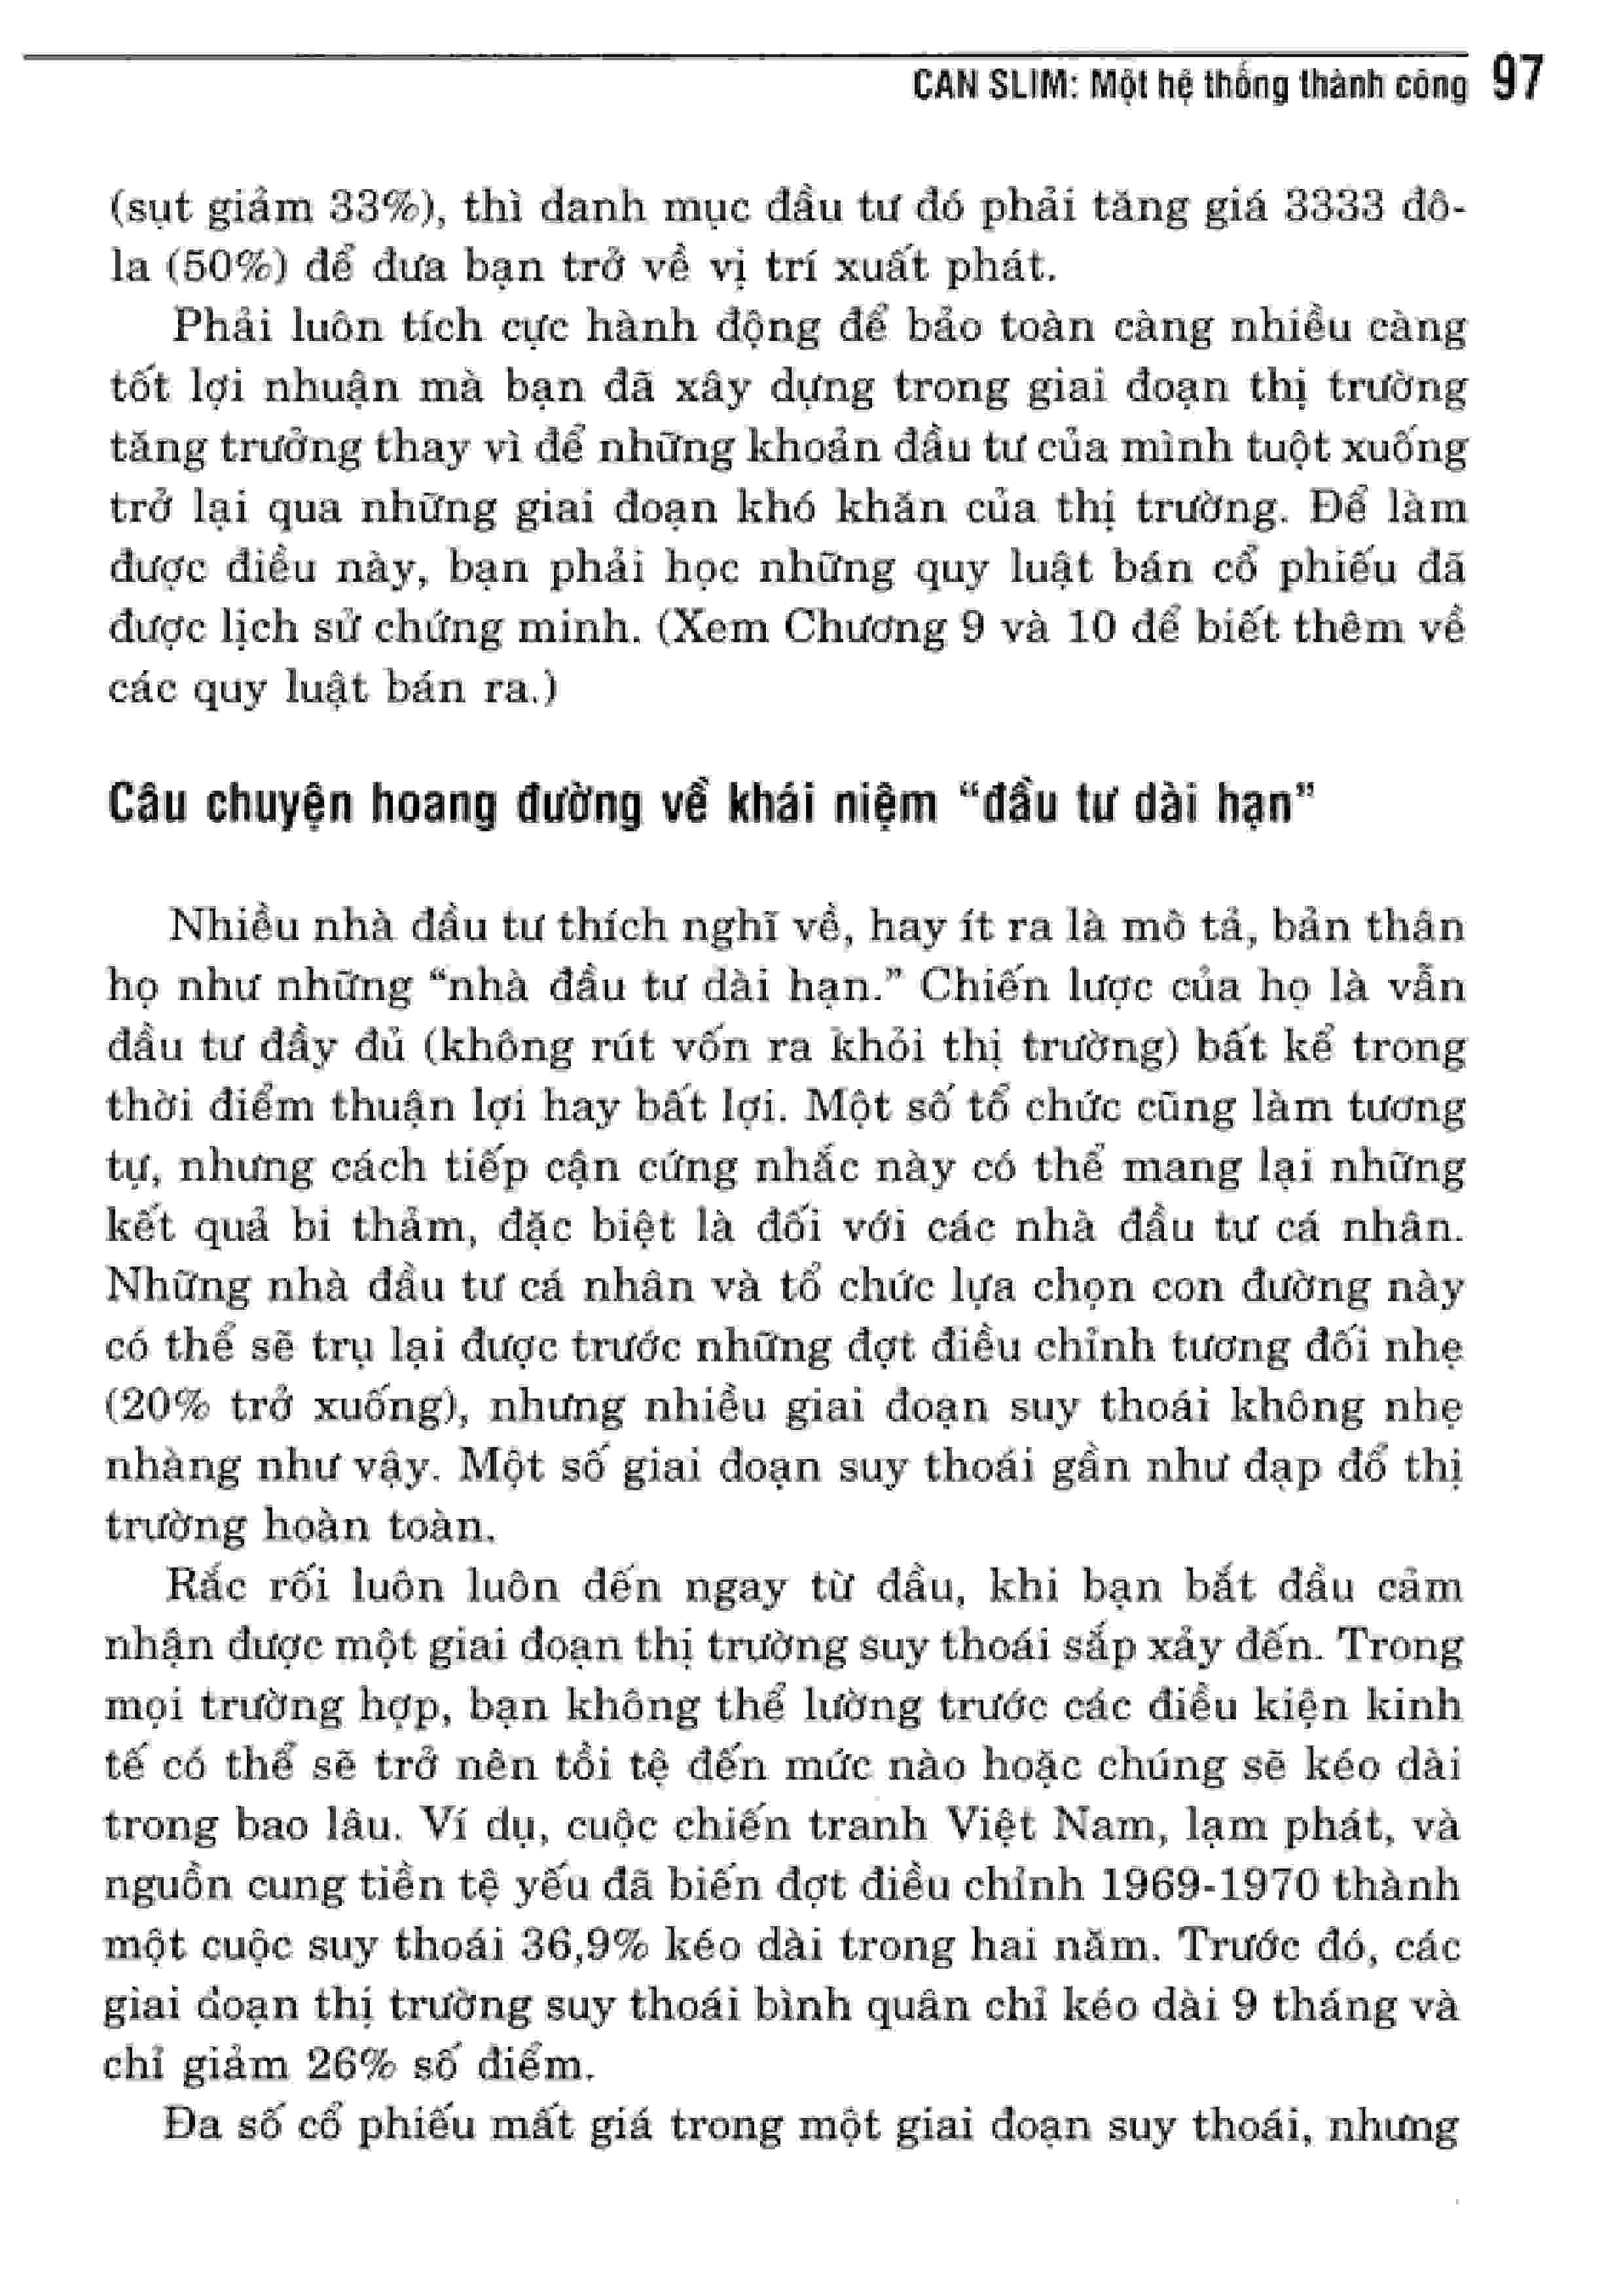 CAN SLIM: Một hệ thống thành công 97
(sụt giảm 33%), thì danh mục đầu tư đó phải tăng giá 3333 đô-
la (50%) để đưa bạn trở về vị trí xuất phát.
Phải luôn tích cực hành động để bảo toàn càng nhiều càng
tốt lợi nhuận mà bạn đã xây dựng trong giai đoạn thị trường
tăng trưởng thay vì để những khoản đầu tư của mình tuột xuống
trở lại qua những giai đoạn khó khăn của thị trường. Để làm
được điều này, bạn phải học những quy luật bán cổ phiếu đã
được lịch sử chứng minh. (Xem Chương 9 và 10 để biết thêm về
các quy luật bán ra.)
Câu chuyện hoang đường về khái niệm “đầu tư dài hạn”
Nhiều nhà đầu tư thích nghĩ về, hay ít ra là mô tả, bản thân
họ như những “nhà đầu tư dài hạn.” Chiến lược của họ là vẫn
đầu tư đầy đủ (không rút vốn ra khỏi thị trường) bất kể trong
thời điểm thuận lợi hay bất lợi. Một số tổ chức cũng làm tương
tự, nhưng cách tiếp cận cứng nhắc này có thể mang lại những
kết quả bi thảm, đặc biệt là đối với các nhà đầu tư cá nhân.
Những nhà đầu tư cá nhân và tổ chức lựa chọn con đường này
có thể sẽ trụ lại được trước những đợt điều chỉnh tương đối nhẹ
(20% trở xuống), nhưng nhiều giai đoạn suy thoái không nhẹ
nhàng như vậy. Một số giai đoạn suy thoái gần như đạp đổ thị
trường hoàn toàn.
Rắc rối luôn luôn đến ngay từ đầu, khi bạn bắt đầu cảm
nhận được một giai đoạn thị trường suy thoái sắp xảy đến. Trong
mọi trường hợp, bạn không thể lường trước các điều kiện kinh
tế có thể sẽ trở nên tồi tệ đến mức nào hoặc chúng sẽ kéo dài
trong bao lâu. Ví dụ, cuộc chiến tranh Việt Nam, lạm phát, và
nguồn cung tiền tệ yếu đã biến đợt điều chỉnh 1969-1970 thành
một cuộc suy thoái 36,9% kéo dài trong hai năm. Trước đó, các
giai đoạn thị trường suy thoái bình quân chỉ kéo dài 9 tháng và
chỉ giảm 26% số điểm.
Đa số cổ phiếu mất giá trong một giai đoạn suy thoái, nhưng